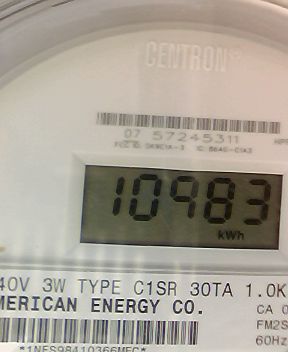 CENTRON®
07 57245311
10983
kWh
40V 3W TYPE C1SR 30TA 1.0K
MERICAN ENERGY CO.
CA 0
FM2S
60Hz
*1NES98410366MEC*